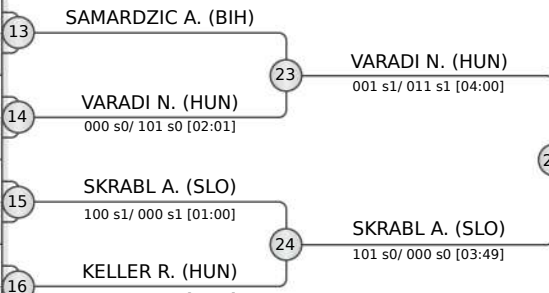 SAMARDZIC A. (BIH)
13
23
VARADI N. (HUN)
001 s1/ 011 s1 [04:00]
VARADI N. (HUN)
14
000 s0/ 101 s0 [02:01]
SKRABL A. (SLO)
15
100 s1/ 000 s1 [01:00]
24
SKRABL A. (SLO)
101 s0/ 000 s0 [03:49]
KELLER R. (HUN)
16